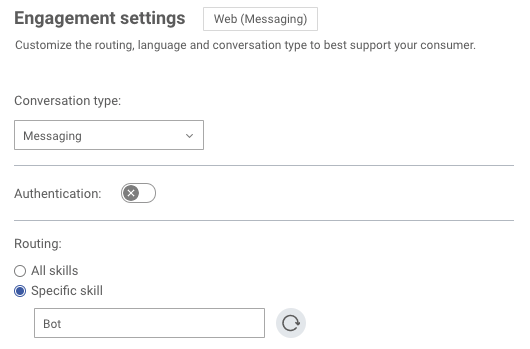 Engagement settings Web (Messaging)
Customize the routing, language and conversation type to best support your consumer.
Conversation type:
Messaging
Authentication:
Routing:
All skills
Specific skill
Bot